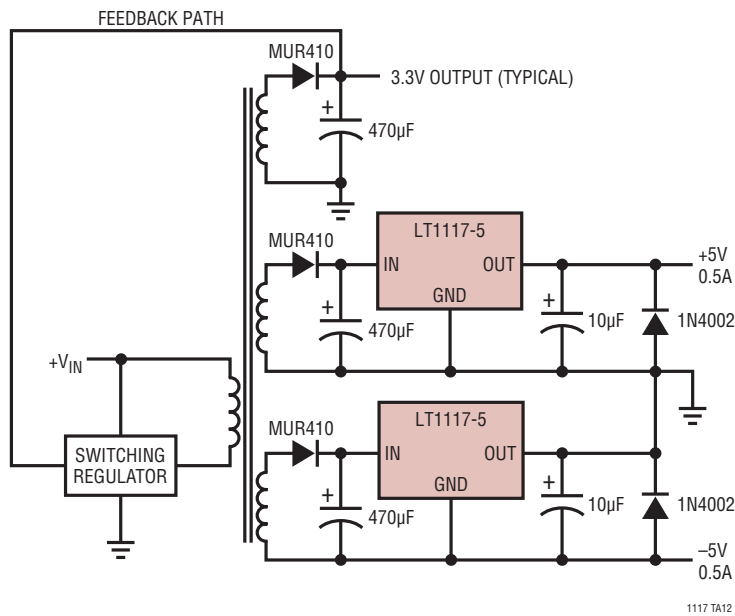 FEEDBACK PATH
MUR410
3.3V OUTPUT (TYPICAL)
+
470µF
MUR410
LT1117-5
IN
OUT
GND
+5V
0.5A
+
470µF
+
10µF
1N4002
+VIN
SWITCHING
REGULATOR
MUR410
LT1117-5
IN
OUT
GND
+
470µF
+
10µF
1N4002
–5V
0.5A
1117 TA12